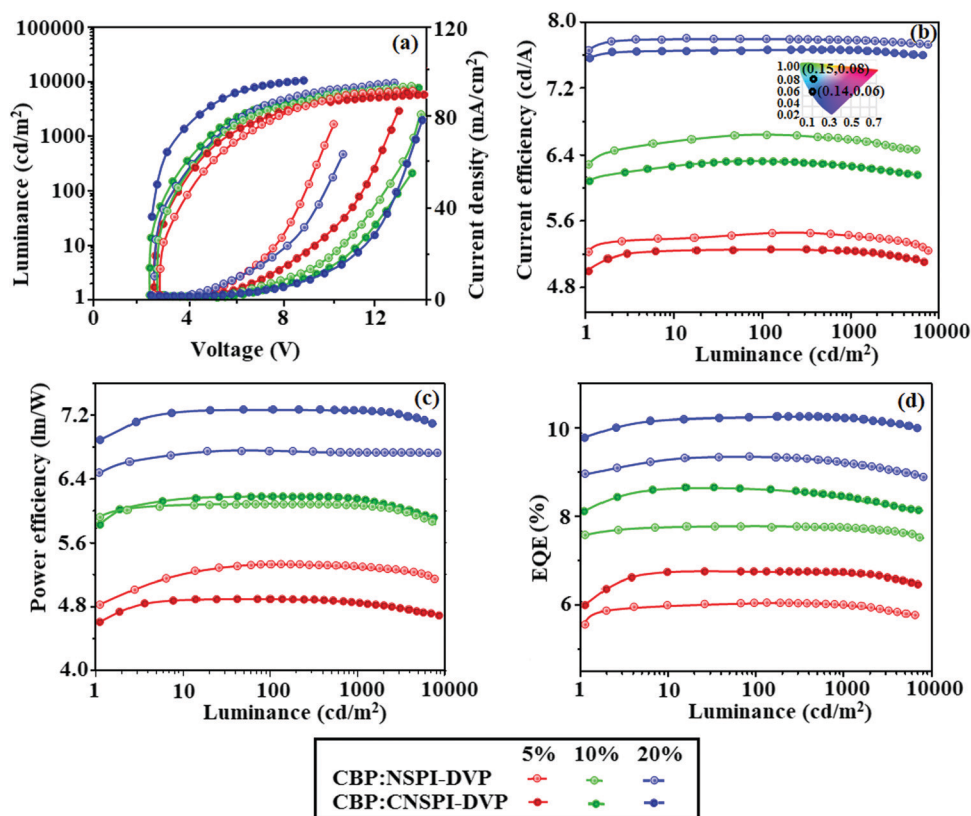 (a)
Luminance (cd/m²)
100000
10000
1000
100
10
1
Current density (mA/cm²)
120
80
40
0
0 4 8 12
Voltage (V)
(b)
Current efficiency (cd/A)
8.0
7.2
6.4
5.6
4.8
1.00
0.08
0.06
0.04
0.02
(0.15,0.08)
(0.14,0.06)
0.1 0.3 0.5 0.7
1 10 100 1000 10000
Luminance (cd/m²)
(c)
Power efficiency (lm/W)
7.2
6.4
5.6
4.8
4.0
1 10 100 1000 10000
Luminance (cd/m²)
(d)
EQE (%)
10
8
6
1 10 100 1000 10000
Luminance (cd/m²)
5% 10% 20%
CBP:NSPI-DVP
CBP:CNSPI-DVP